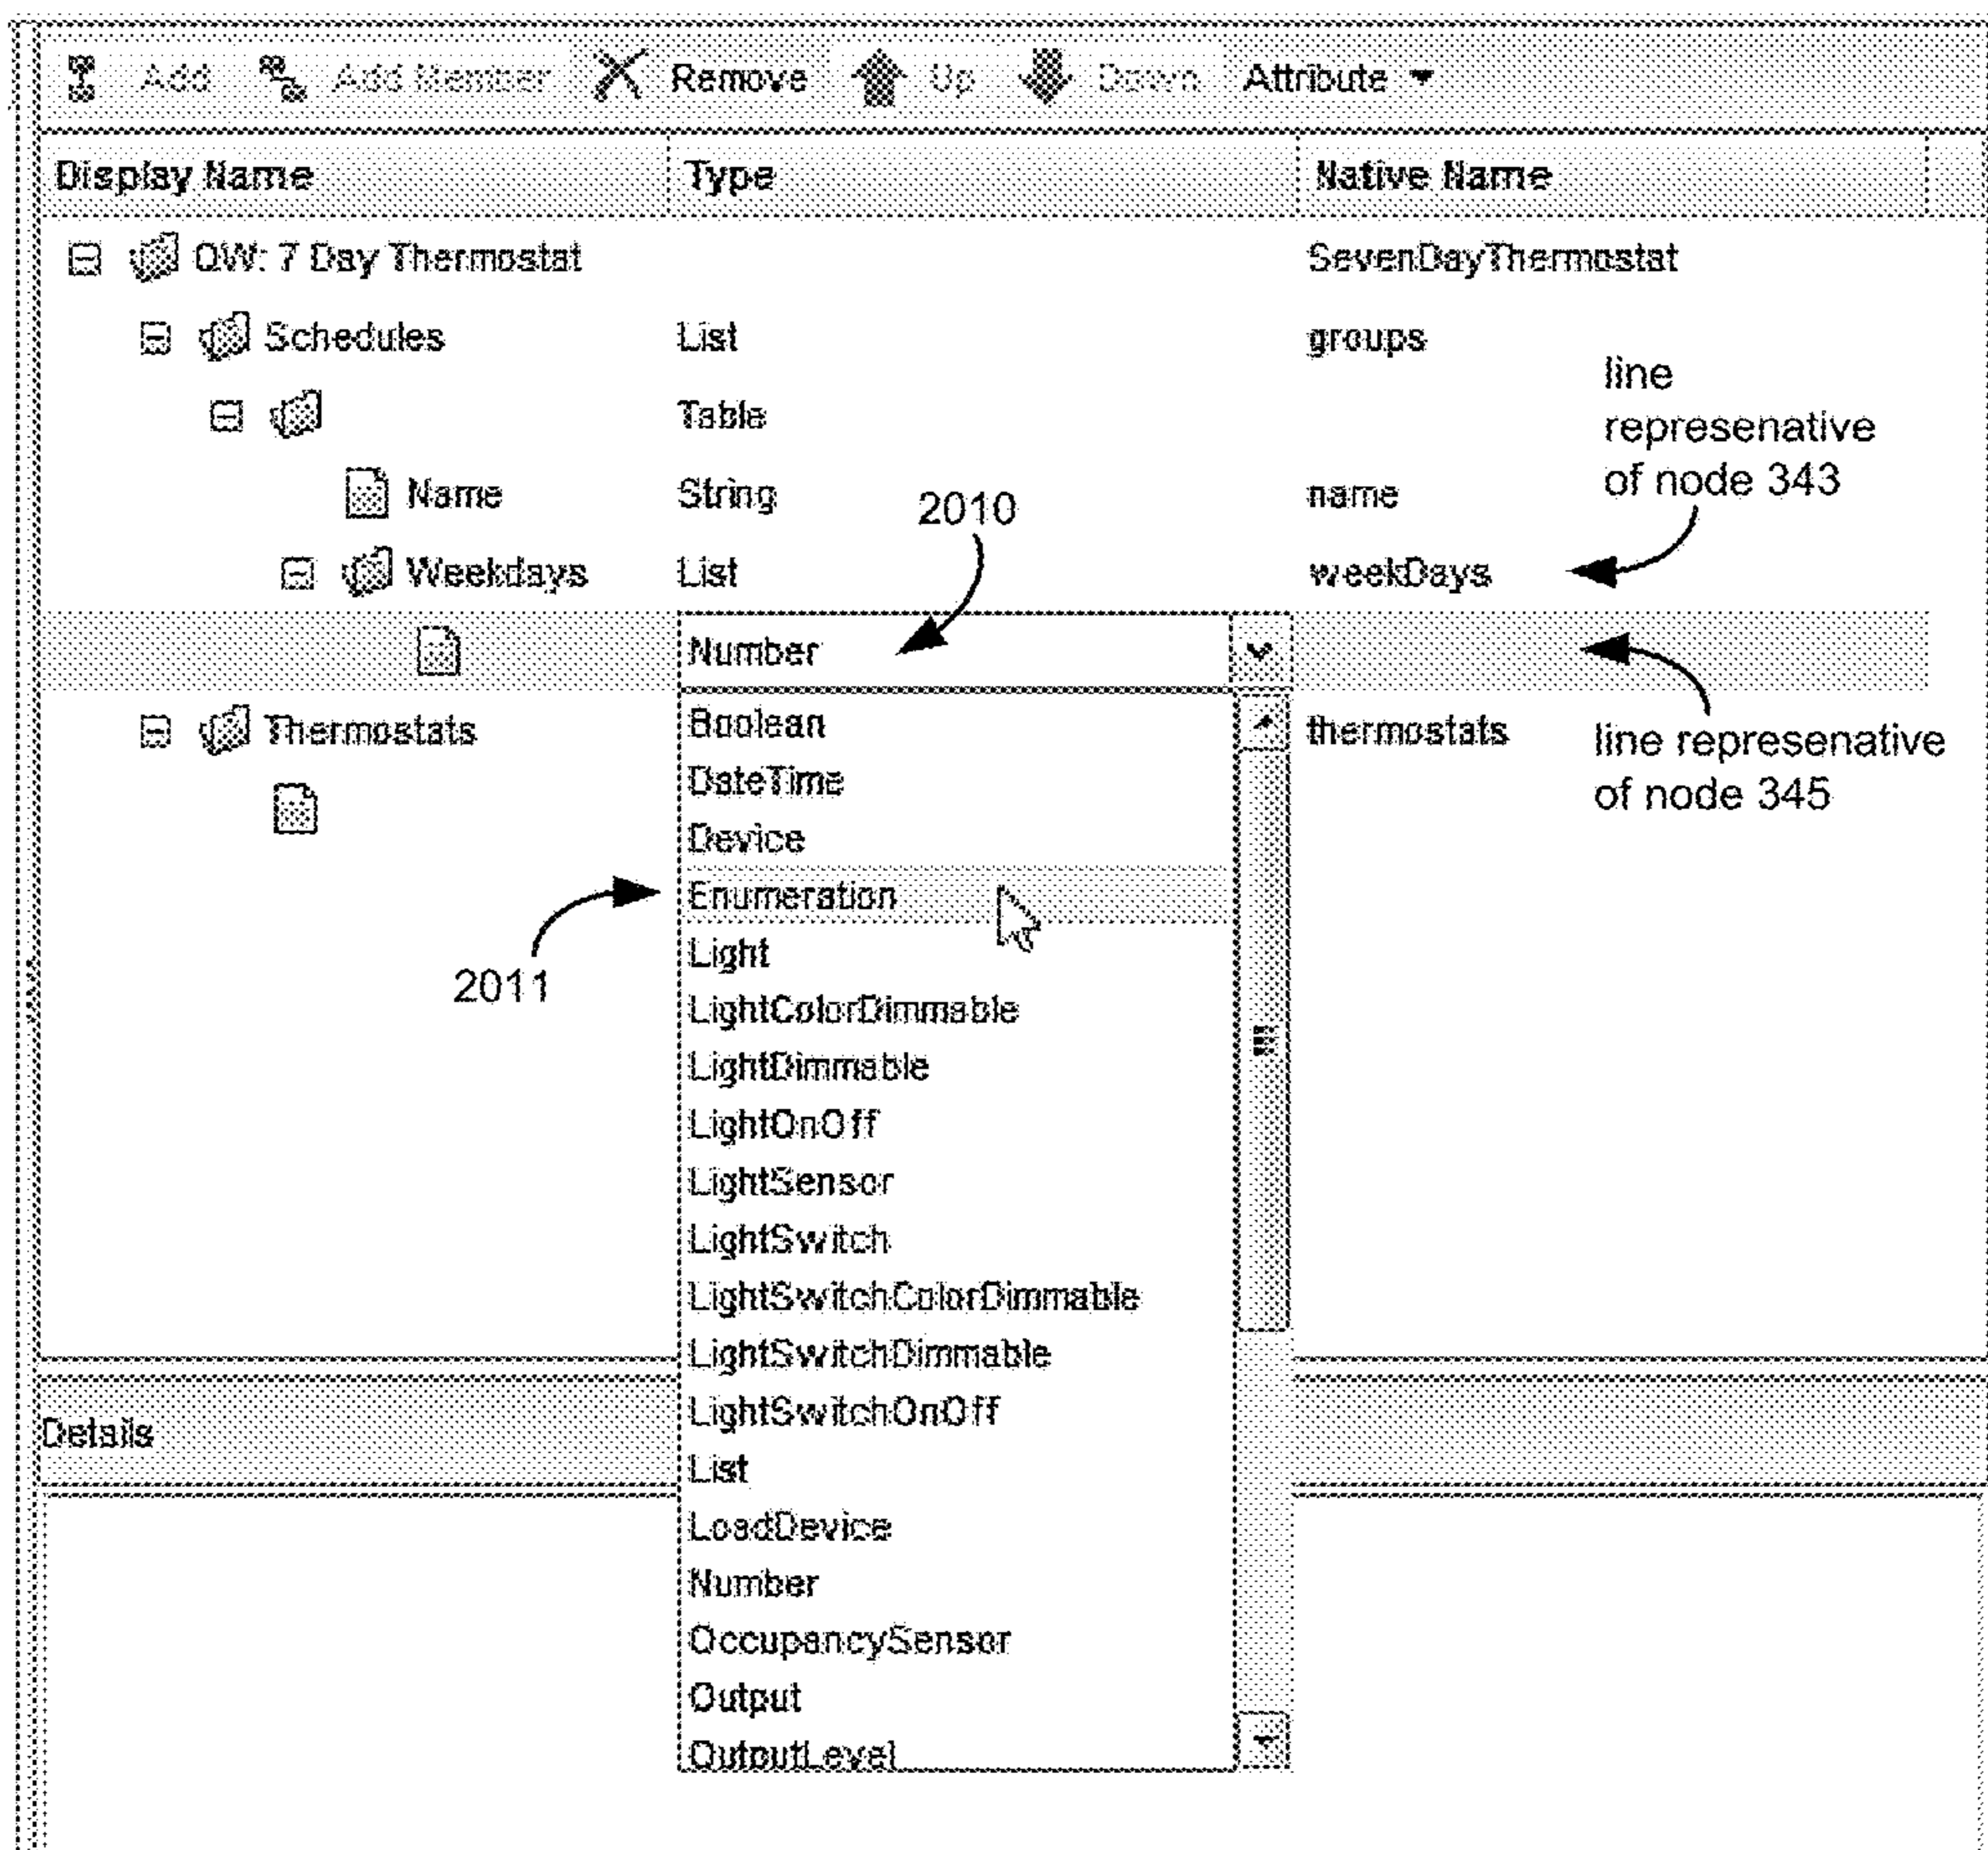 Add Add Member Remove Up Down Attribute
Display Name Type Native Name
QW: 7 Day Thermostat SevenDayThermostat
Schedules List groups
line
represenative
of node 343
Table
Name String name
2010
Weekdays List weekDays
Number
Thermostats thermostats
line represenative
of node 345
Boolean
DateTime
Device
Enumeration
2011
Light
LightColorDimmable
LightDimmable
LightOnOff
LightSensor
LightSwitch
LightSwitchColorDimmable
LightSwitchDimmable
LightSwitchOnOff
Details
List
LoadDevice
Number
OccupancySensor
Output
OutputLevel